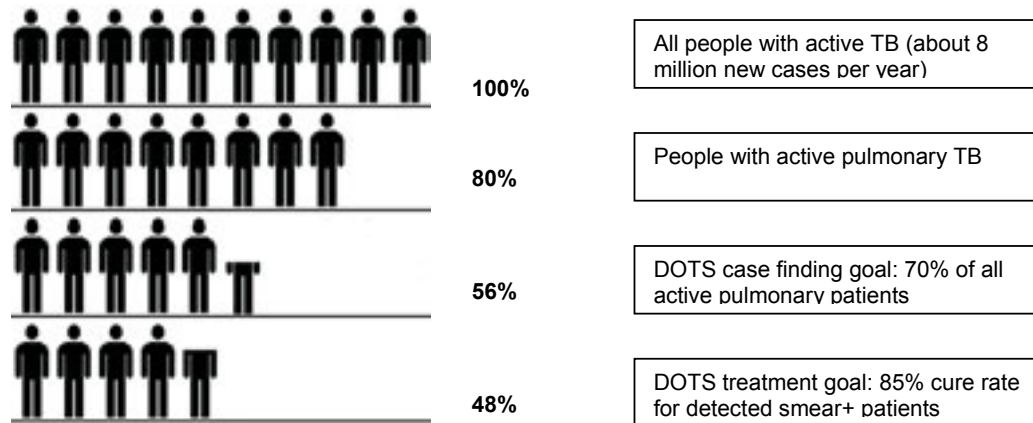 100%
All people with active TB (about 8
million new cases per year)
80%
People with active pulmonary TB
56%
DOTS case finding goal: 70% of all
active pulmonary patients
48%
DOTS treatment goal: 85% cure rate
for detected smear+ patients